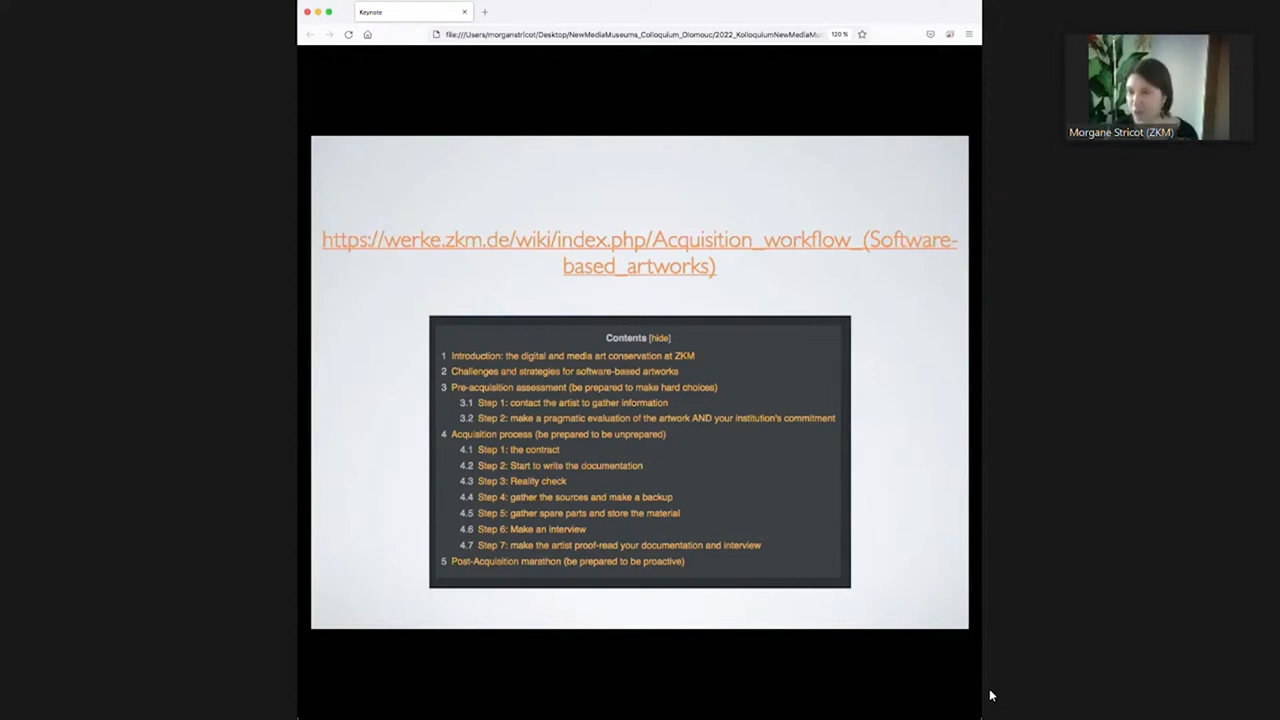 Keynote
file:///Users/morganstricot/Desktop/NewMediaMuseums_Colloquium_Olomouc/2022_KolloquiumNewMediaMu
120 %
Morgane Stricot (ZKM)
https://werke.zkm.de/wiki/index.php/Acquisition_workflow_(Software-
based_artworks)
Contents [hide]
1 Introduction: the digital and media art conservation at ZKM
2 Challenges and strategies for software-based artworks
3 Pre-acquisition assessment (be prepared to make hard choices)
3.1 Step 1: contact the artist to gather information
3.2 Step 2: make a pragmatic evaluation of the artwork AND your institution's commitment
4 Acquisition process (be prepared to be unprepared)
4.1 Step 1: the contract
4.2 Step 2: Start to write the documentation
4.3 Step 3: Reality check
4.4 Step 4: gather the sources and make a backup
4.5 Step 5: gather spare parts and store the material
4.6 Step 6: Make an interview
4.7 Step 7: make the artist proof-read your documentation and interview
5 Post-Acquisition marathon (be prepared to be proactive)